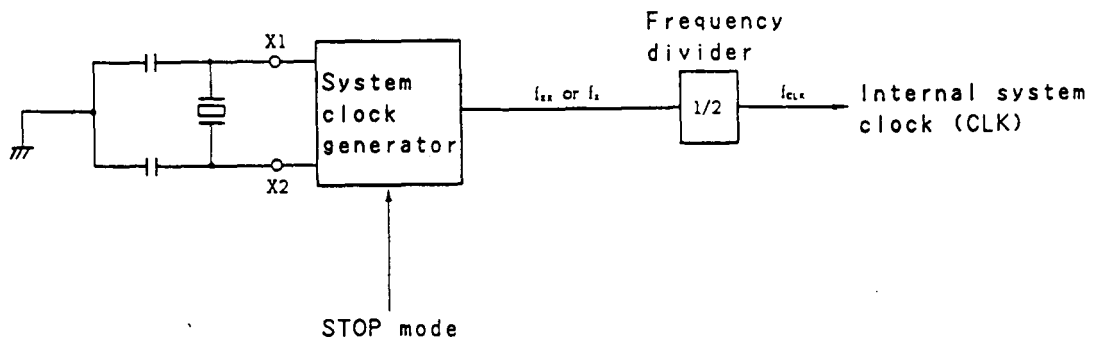 Frequency
divider
X1
System
clock
generator
fXX or fX
1/2
fCLK
Internal system
clock (CLK)
X2
STOP mode